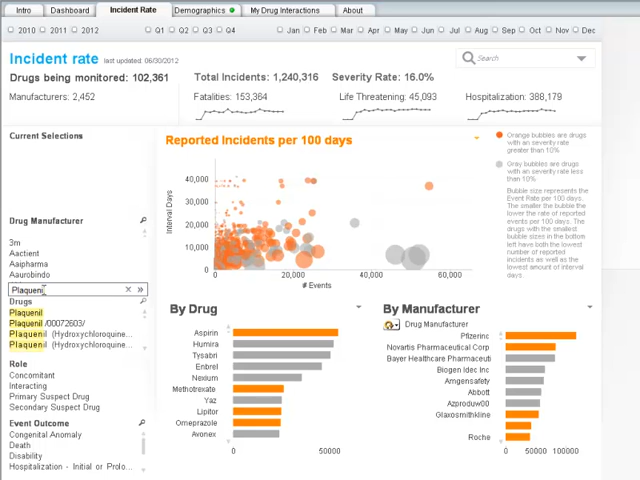 Intro
Dashboard
Incident Rate
Demographics
My Drug Interactions
About
2010 2011 2012
Q1 Q2 Q3 Q4
Jan Feb Mar Apr May Jun Jul Aug Sep Oct Nov Dec
Incident rate last updated: 06/30/2012
Search
Drugs being monitored: 102,361
Total Incidents: 1,240,316
Severity Rate: 16.0%
Manufacturers: 2,452
Fatalities: 153,364
Life Threatening: 45,093
Hospitalization: 388,179
Current Selections
Drug Manufacturer
3m
Aactient
Aaipharma
Aaurobindo
Plaqueni
Drugs
Plaquenil
Plaquenil /00072603/
Plaquenil (Hydroxychloroquine...
Plaquenil (Hydroxychloroquine...
Role
Concomitant
Interacting
Primary Suspect Drug
Secondary Suspect Drug
Event Outcome
Congenital Anomaly
Death
Disability
Hospitalization - Initial or Prolo...
Reported Incidents per 100 days
Interval Days
40,000
30,000
20,000
10,000
0
0
20,000
40,000
60,000
# Events
Orange bubbles are drugs
with an severity rate
greater than 10%
Gray bubbles are drugs
with an severity rate less
than 10%
Bubble size represents the
Event Rate per 100 days.
The smaller the bubble the
lower the rate of reported
events per 100 days. The
drugs with the smallest
bubble sizes in the bottom
left have both the lowest
number of reported
incidents as well as the
lowest amount of interval
days.
By Drug
Aspirin
Humira
Tysabri
Enbrel
Nexium
Methotrexate
Yaz
Lipitor
Omeprazole
Avonex
0
50000
By Manufacturer
Drug Manufacturer
Pfizerinc
Novartis Pharmaceutical Corp
Bayer Healthcare Pharmaceuti
Biogen Idec Inc
Amgensafety
Abbott
Azproduw00
Glaxosmithkline
Roche
0
50000
100000